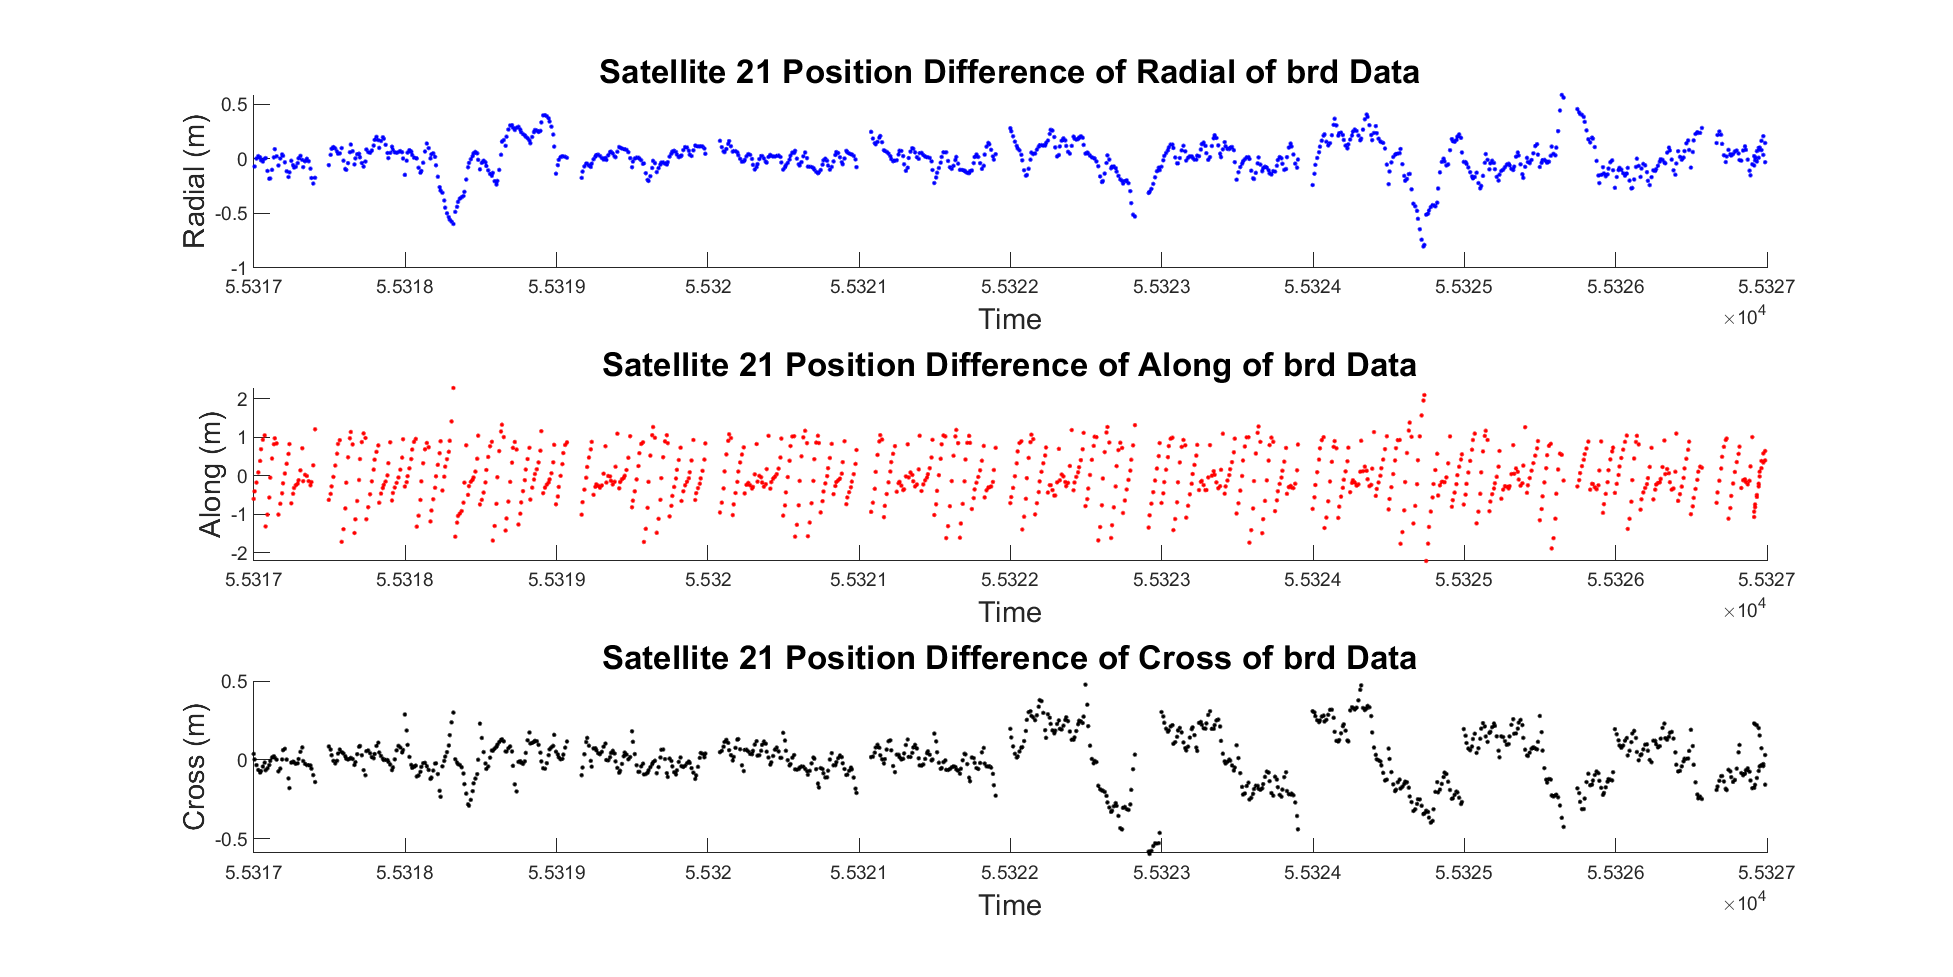 Satellite 21 Position Difference of Radial of brd Data
0.5
0
-0.5
-1
Radial (m)
5.5317 5.5318 5.5319 5.532 5.5321 5.5322 5.5323 5.5324 5.5325 5.5326 5.5327
Time
×10^4
Satellite 21 Position Difference of Along of brd Data
2
1
0
-1
-2
Along (m)
5.5317 5.5318 5.5319 5.532 5.5321 5.5322 5.5323 5.5324 5.5325 5.5326 5.5327
Time
×10^4
Satellite 21 Position Difference of Cross of brd Data
0.5
0
-0.5
Cross (m)
5.5317 5.5318 5.5319 5.532 5.5321 5.5322 5.5323 5.5324 5.5325 5.5326 5.5327
Time
×10^4